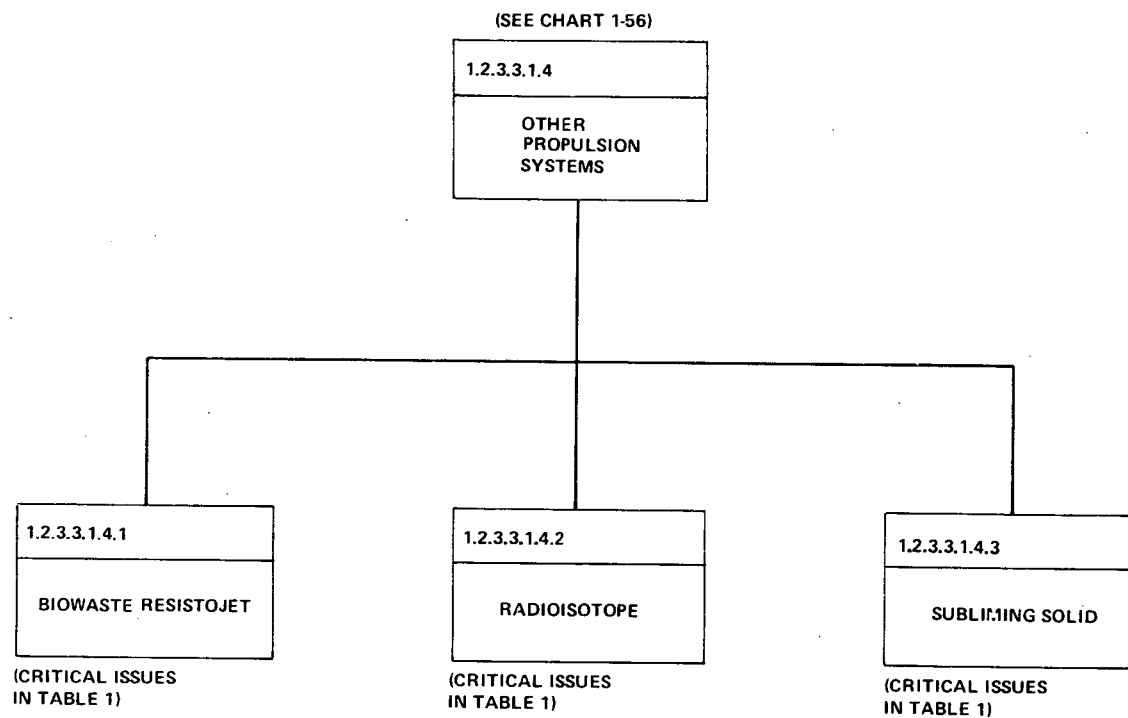 (SEE CHART 1-56)
1.2.3.3.1.4
OTHER
PROPULSION
SYSTEMS
1.2.3.3.1.4.1
BIOWASTE RESISTOJET
(CRITICAL ISSUES
IN TABLE 1)
1.2.3.3.1.4.2
RADIOISOTOPE
(CRITICAL ISSUES
IN TABLE 1)
1.2.3.3.1.4.3
SUBLIMING SOLID
(CRITICAL ISSUES
IN TABLE 1)